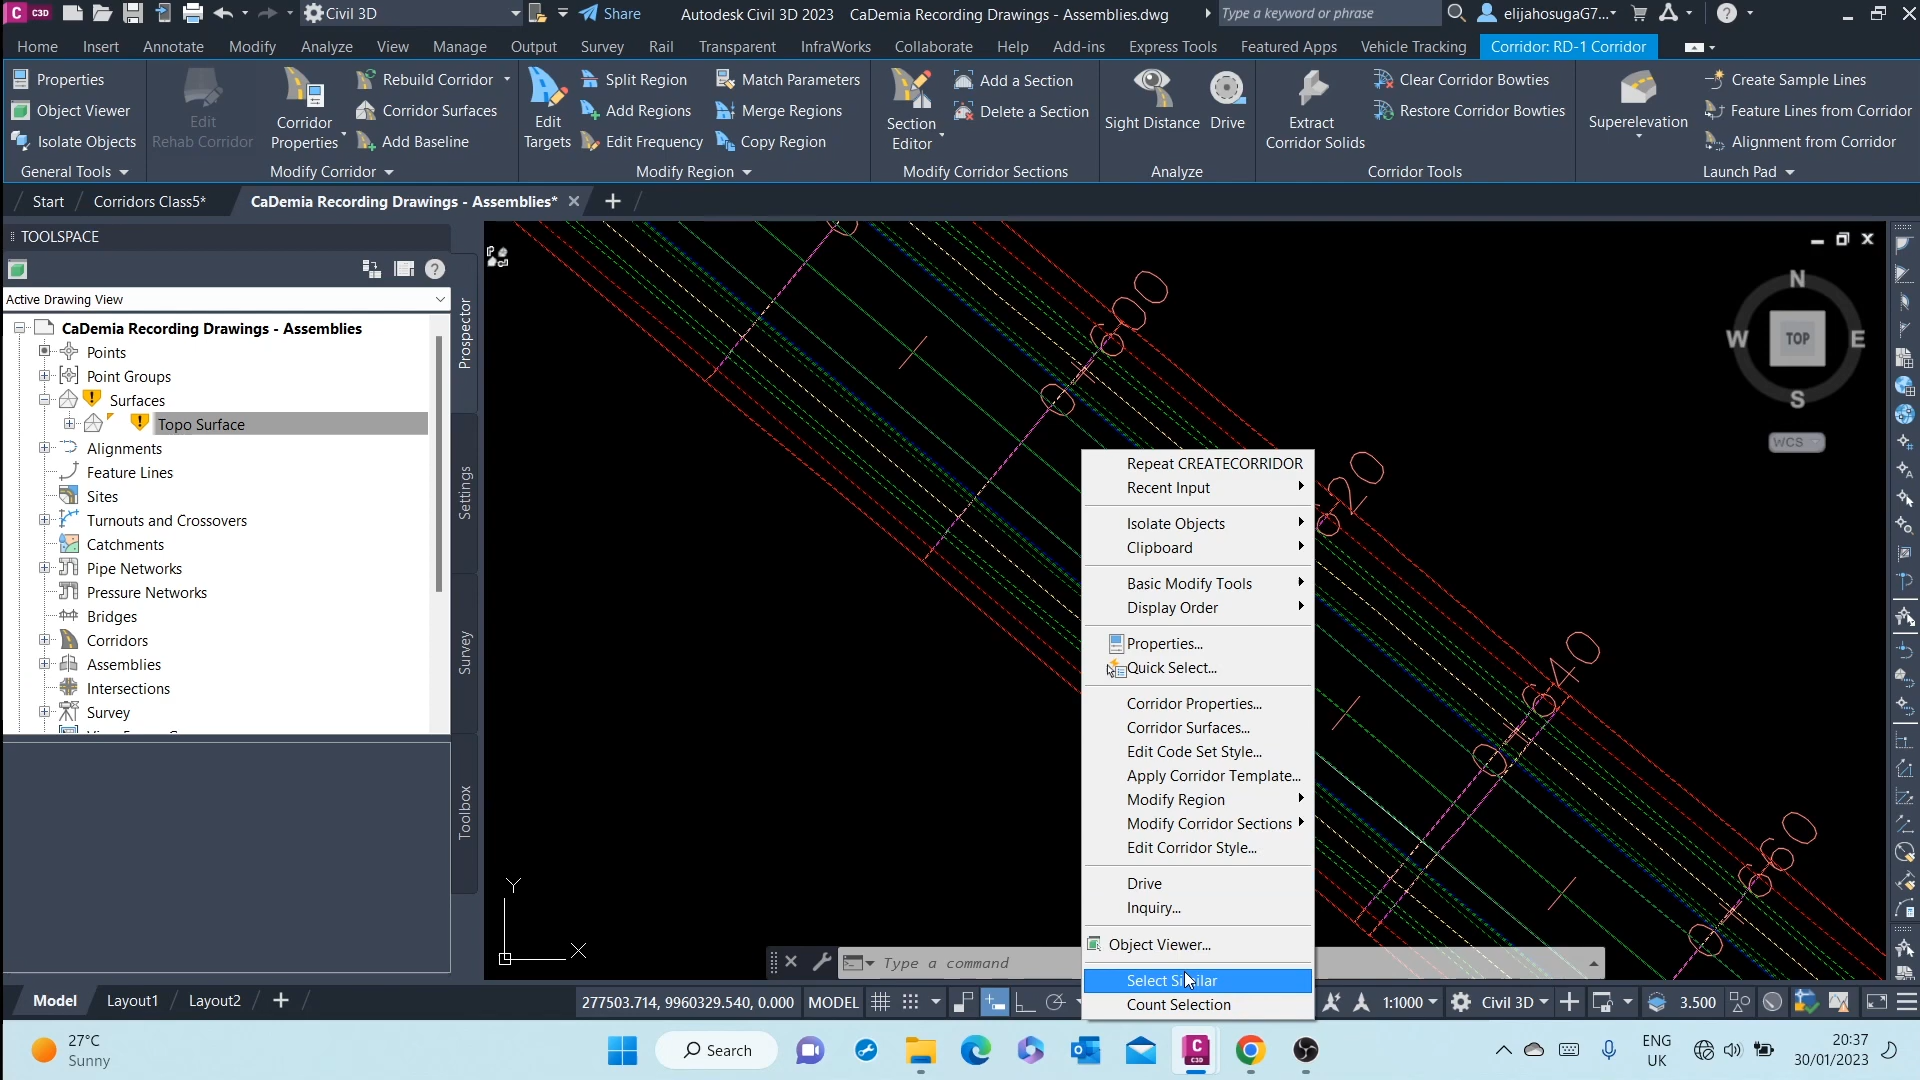 C C3D Civil 3D Share Autodesk Civil 3D 2023 CaDemia Recording Drawings - Assemblies.dwg Type a keyword or phrase elijahosugaG7...
Home Insert Annotate Modify Analyze View Manage Output Survey Rail Transparent InfraWorks Collaborate Help Add-ins Express Tools Featured Apps Vehicle Tracking Corridor: RD-1 Corridor
Properties
Object Viewer
Isolate Objects
General Tools
Edit
Rehab Corridor
Corridor
Properties
Rebuild Corridor
Corridor Surfaces
Add Baseline
Modify Corridor
Edit
Targets
Split Region
Add Regions
Edit Frequency
Match Parameters
Merge Regions
Copy Region
Modify Region
Section
Editor
Add a Section
Delete a Section
Modify Corridor Sections
Sight Distance
Drive
Analyze
Extract
Corridor Solids
Clear Corridor Bowties
Restore Corridor Bowties
Corridor Tools
Superelevation
Create Sample Lines
Feature Lines from Corridor
Alignment from Corridor
Launch Pad
Start Corridors Class5* CaDemia Recording Drawings - Assemblies*
TOOLSPACE
Active Drawing View
CaDemia Recording Drawings - Assemblies
Points
Point Groups
Surfaces
Topo Surface
Alignments
Feature Lines
Sites
Turnouts and Crossovers
Catchments
Pipe Networks
Pressure Networks
Bridges
Corridors
Assemblies
Intersections
Survey
Prospector
Settings
Survey
Toolbox
N
W TOP E
S
WCS
0+600
0+640
0+660
Repeat CREATECORRIDOR
Recent Input
Isolate Objects
Clipboard
Basic Modify Tools
Display Order
Properties...
Quick Select...
Corridor Properties...
Corridor Surfaces...
Edit Code Set Style...
Apply Corridor Template...
Modify Region
Modify Corridor Sections
Edit Corridor Style...
Drive
Inquiry...
Object Viewer...
Select Similar
Count Selection
Y
X
Type a command
Model Layout1 Layout2 277503.714, 9960329.540, 0.000 MODEL 1:1000 Civil 3D 3.500
27°C
Sunny
Search
ENG
UK
20:37
30/01/2023